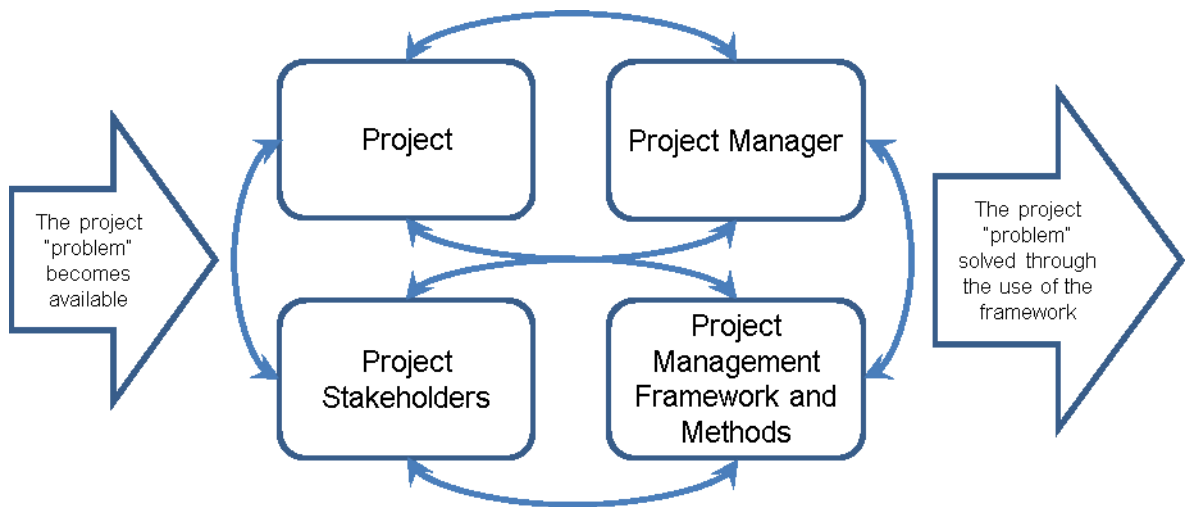 The project
"problem"
becomes
available
Project
Project Manager
Project
Stakeholders
Project
Management
Framework and
Methods
The project
"problem"
solved through
the use of the
framework